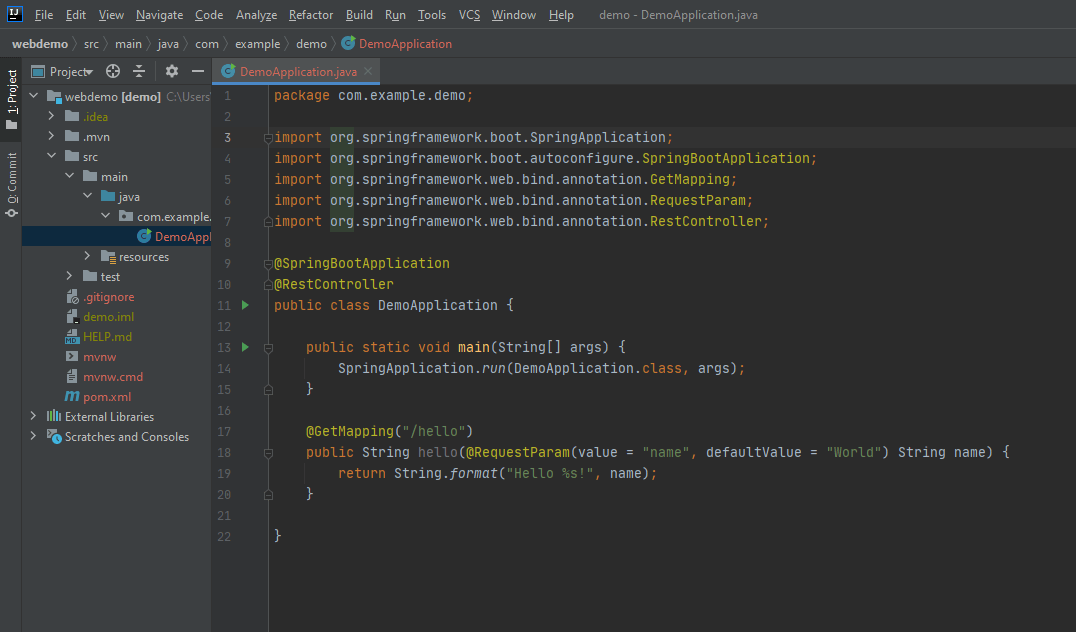 IJ File Edit View Navigate Code Analyze Refactor Build Run Tools VCS Window Help demo - DemoApplication.java
webdemo src main java com example demo DemoApplication
1: Project
0: Commit
Project
webdemo [demo] C:\Users
.idea
.mvn
src
main
java
com.example.
DemoAppl
resources
test
.gitignore
demo.iml
HELP.md
mvnw
mvnw.cmd
pom.xml
External Libraries
Scratches and Consoles
DemoApplication.java
1 package com.example.demo;
2
3 import org.springframework.boot.SpringApplication;
4 import org.springframework.boot.autoconfigure.SpringBootApplication;
5 import org.springframework.web.bind.annotation.GetMapping;
6 import org.springframework.web.bind.annotation.RequestParam;
7 import org.springframework.web.bind.annotation.RestController;
8
9 @SpringBootApplication
10 @RestController
11 public class DemoApplication {
12
13     public static void main(String[] args) {
14         SpringApplication.run(DemoApplication.class, args);
15     }
16
17     @GetMapping("/hello")
18     public String hello(@RequestParam(value = "name", defaultValue = "World") String name) {
19         return String.format("Hello %s!", name);
20     }
21
22 }